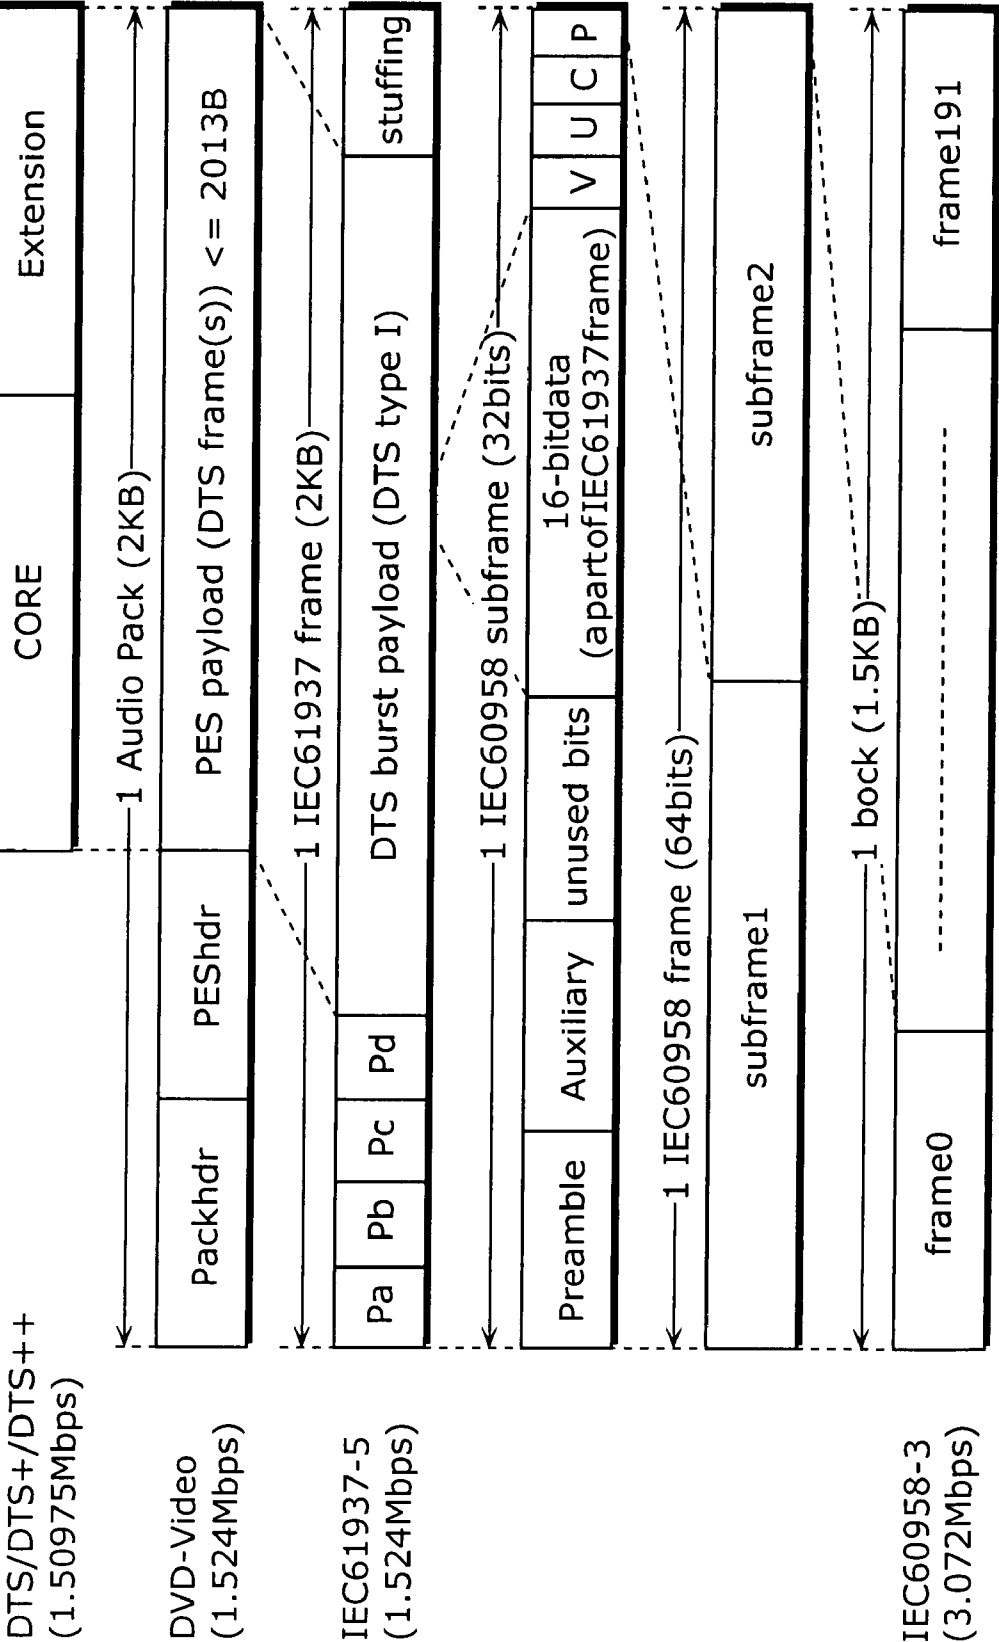 DTS/DTS+/DTS++
(1.50975Mbps)
CORE
Extension
1 Audio Pack (2KB)
DVD-Video
(1.524Mbps)
Packhdr
PEShdr
PES payload (DTS frame(s)) <= 2013B
1 IEC61937 frame (2KB)
IEC61937-5
(1.524Mbps)
Pa
Pb
Pc
Pd
DTS burst payload (DTS type I)
stuffing
1 IEC60958 subframe (32bits)
Preamble
Auxiliary
unused bits
16-bitdata
(apartofIEC61937frame)
V
U
C
P
1 IEC60958 frame (64bits)
subframe1
subframe2
1 bock (1.5KB)
IEC60958-3
(3.072Mbps)
frame0
frame191